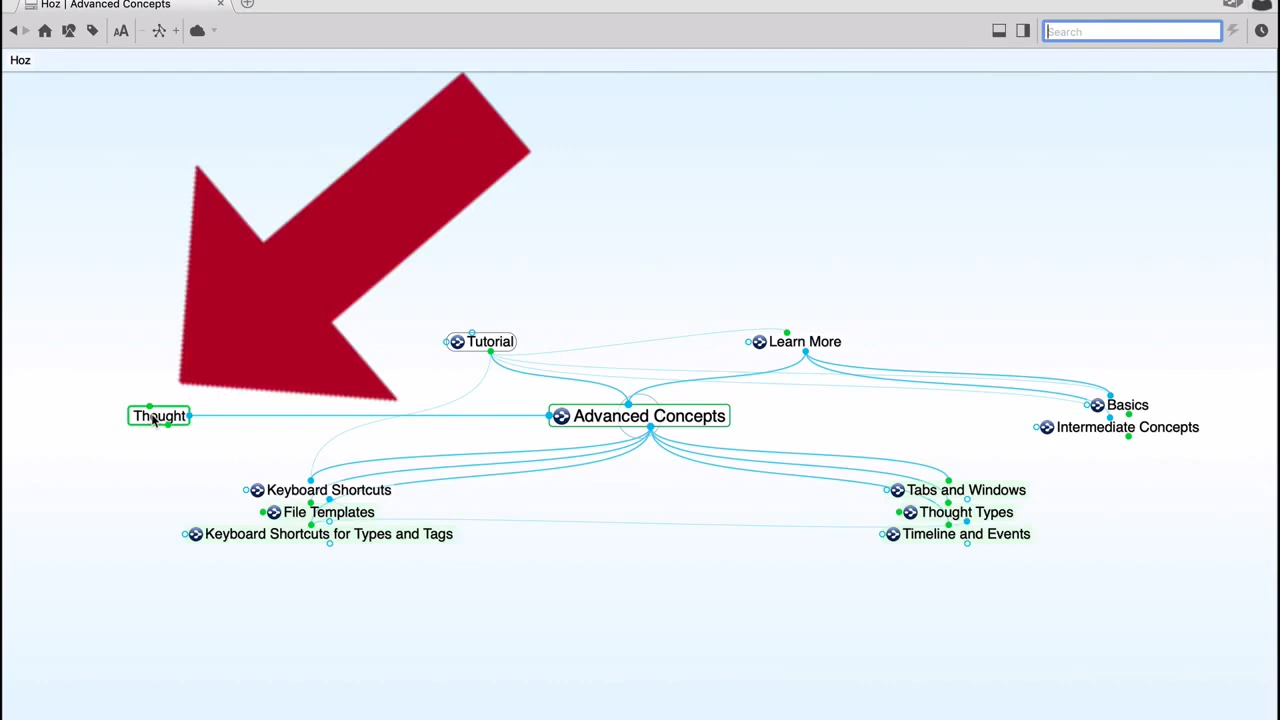 Hoz | Advanced Concepts
AA
Search
Hoz
Tutorial
Learn More
Thought
Advanced Concepts
Basics
Intermediate Concepts
Keyboard Shortcuts
Tabs and Windows
File Templates
Thought Types
Keyboard Shortcuts for Types and Tags
Timeline and Events